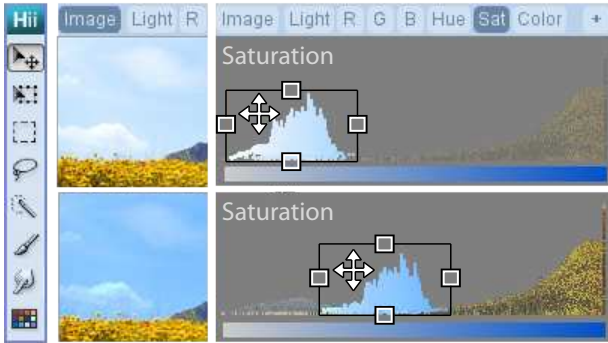 Hii
Image Light R
Image Light R G B Hue Sat Color +
Saturation
Saturation